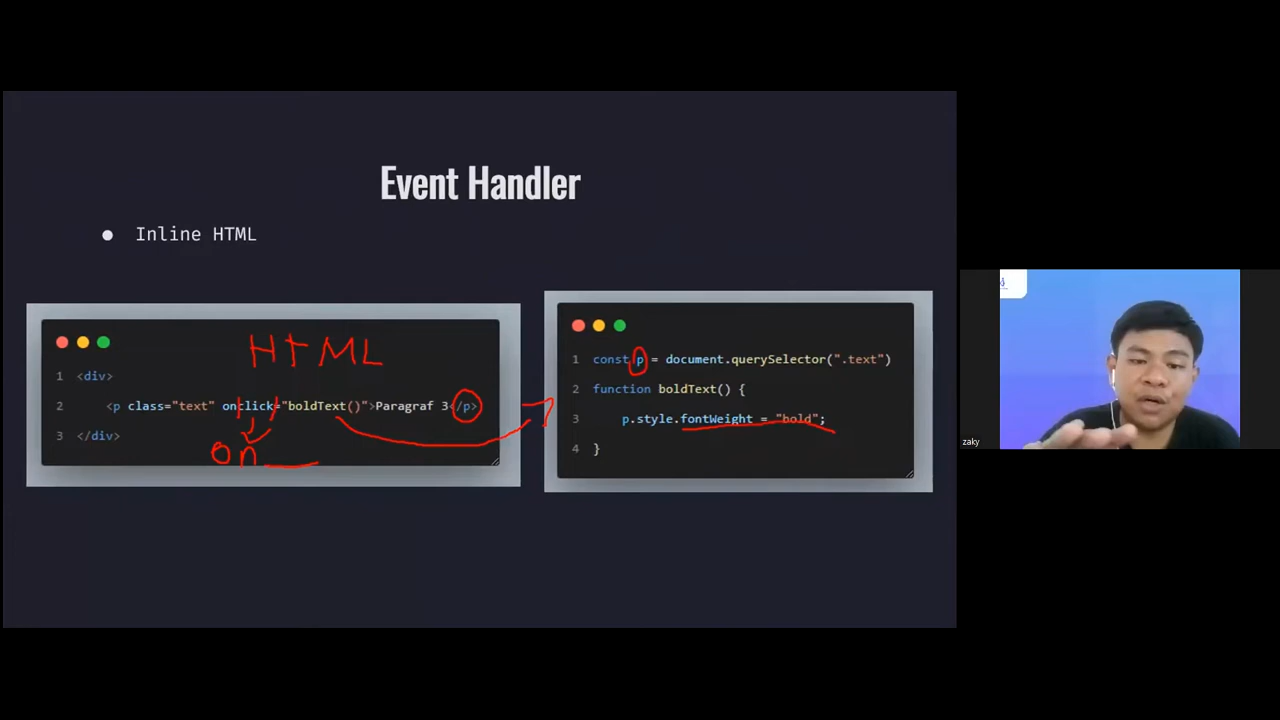 Event Handler
● Inline HTML
HTML
1 <div>
2 <p class="text" onclick="boldText()">Paragraf 3</p>
3 </div>
on
1 const p = document.querySelector(".text")
2 function boldText() {
3 p.style.fontWeight = "bold";
4 }
zaky